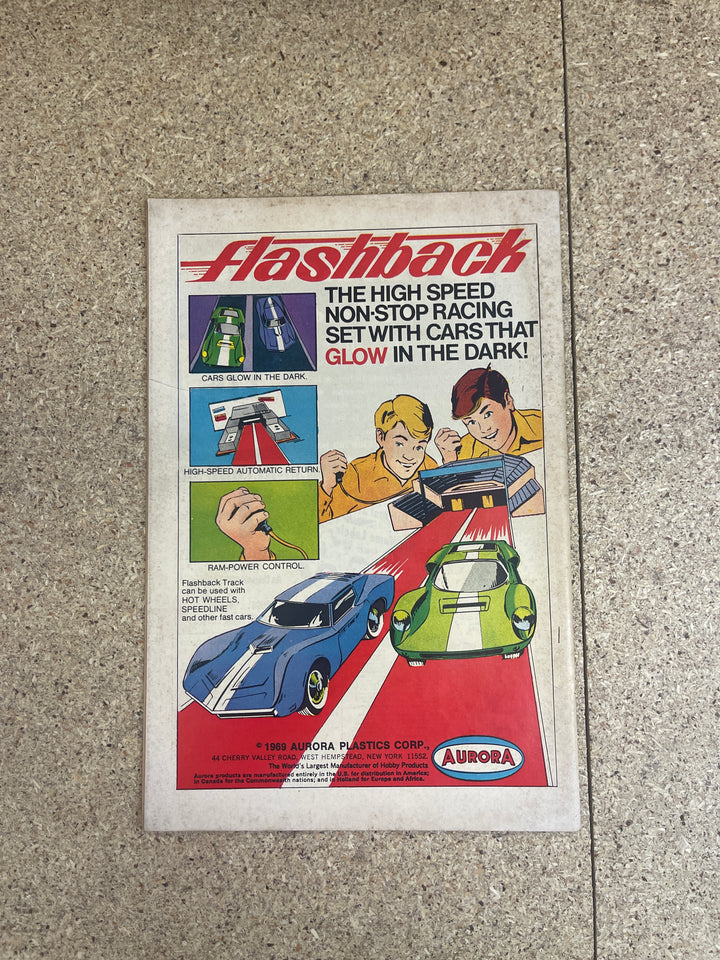 flashback
THE HIGH SPEED
NON-STOP RACING
SET WITH CARS THAT
GLOW IN THE DARK!
CARS GLOW IN THE DARK.
HIGH-SPEED AUTOMATIC RETURN.
RAM-POWER CONTROL.
Flashback Track
can be used with
HOT WHEELS,
SPEEDLINE
and other fast cars.
© 1969 AURORA PLASTICS CORP.,
44 CHERRY VALLEY ROAD, WEST HEMPSTEAD, NEW YORK 11552.
The World's Largest Manufacturer of Hobby Products
Aurora products are manufactured entirely in the U.S. for distribution in America;
in Canada for the Commonwealth nations; and in Holland for Europe and Africa.
AURORA